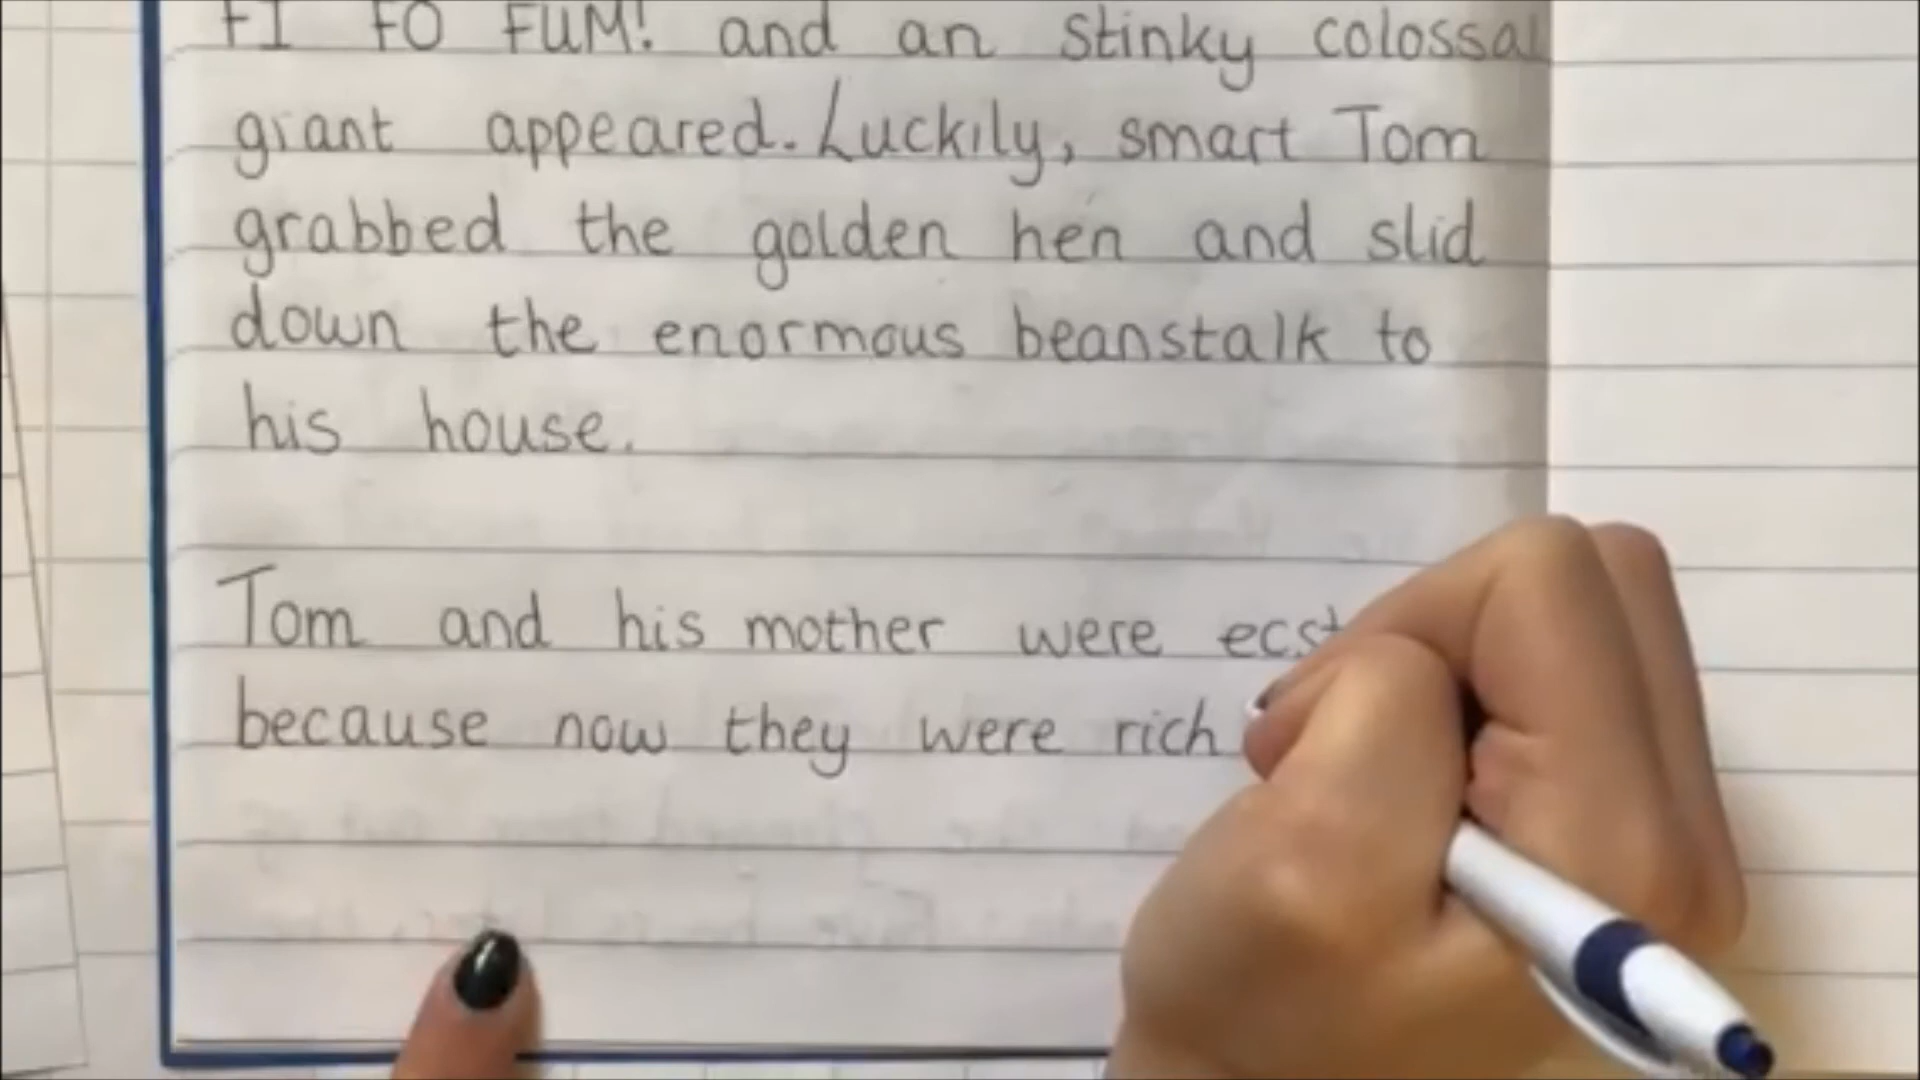 FI FO FUM! and an stinky colossal
giant appeared. Luckily, smart Tom
grabbed the golden hen and slid
down the enormous beanstalk to
his house.
Tom and his mother were
because now they were rich